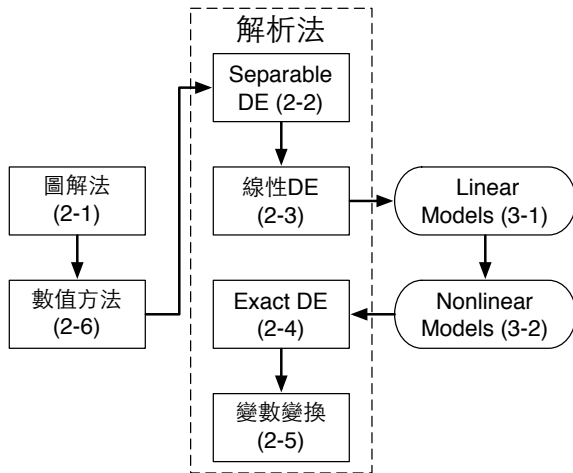 解析法
Separable
DE (2-2)
圖解法
(2-1)
線性DE
(2-3)
Linear
Models (3-1)
數值方法
(2-6)
Exact DE
(2-4)
Nonlinear
Models (3-2)
變數變換
(2-5)